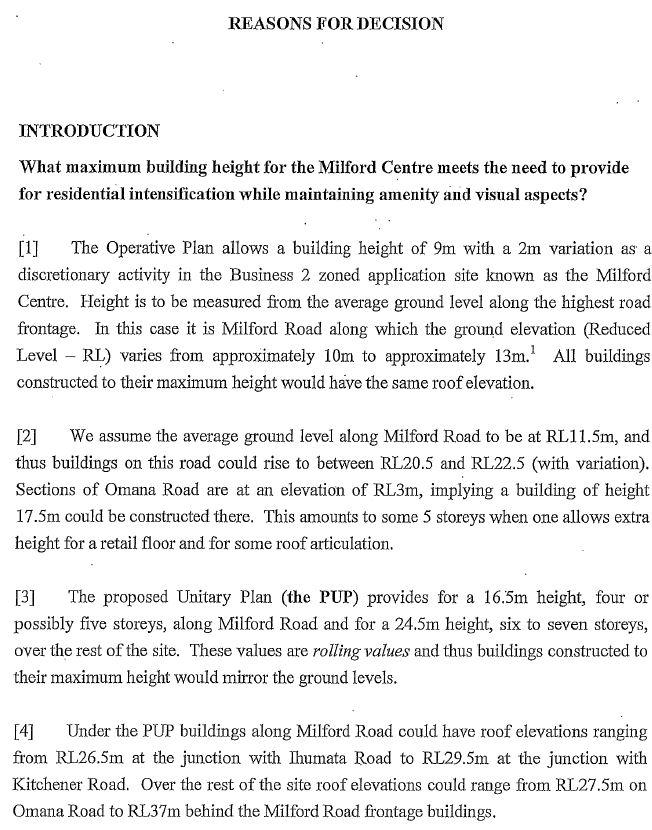 REASONS FOR DECISION
INTRODUCTION
What maximum building height for the Milford Centre meets the need to provide
for residential intensification while maintaining amenity and visual aspects?
[1] The Operative Plan allows a building height of 9m with a 2m variation as a
discretionary activity in the Business 2 zoned application site known as the Milford
Centre. Height is to be measured from the average ground level along the highest road
frontage. In this case it is Milford Road along which the ground elevation (Reduced
Level – RL) varies from approximately 10m to approximately 13m.1 All buildings
constructed to their maximum height would have the same roof elevation.
[2] We assume the average ground level along Milford Road to be at RL11.5m, and
thus buildings on this road could rise to between RL20.5 and RL22.5 (with variation).
Sections of Omana Road are at an elevation of RL3m, implying a building of height
17.5m could be constructed there. This amounts to some 5 storeys when one allows extra
height for a retail floor and for some roof articulation.
[3] The proposed Unitary Plan (the PUP) provides for a 16.5m height, four or
possibly five storeys, along Milford Road and for a 24.5m height, six to seven storeys,
over the rest of the site. These values are rolling values and thus buildings constructed to
their maximum height would mirror the ground levels.
[4] Under the PUP buildings along Milford Road could have roof elevations ranging
from RL26.5m at the junction with Ihumata Road to RL29.5m at the junction with
Kitchener Road. Over the rest of the site roof elevations could range from RL27.5m on
Omana Road to RL37m behind the Milford Road frontage buildings.